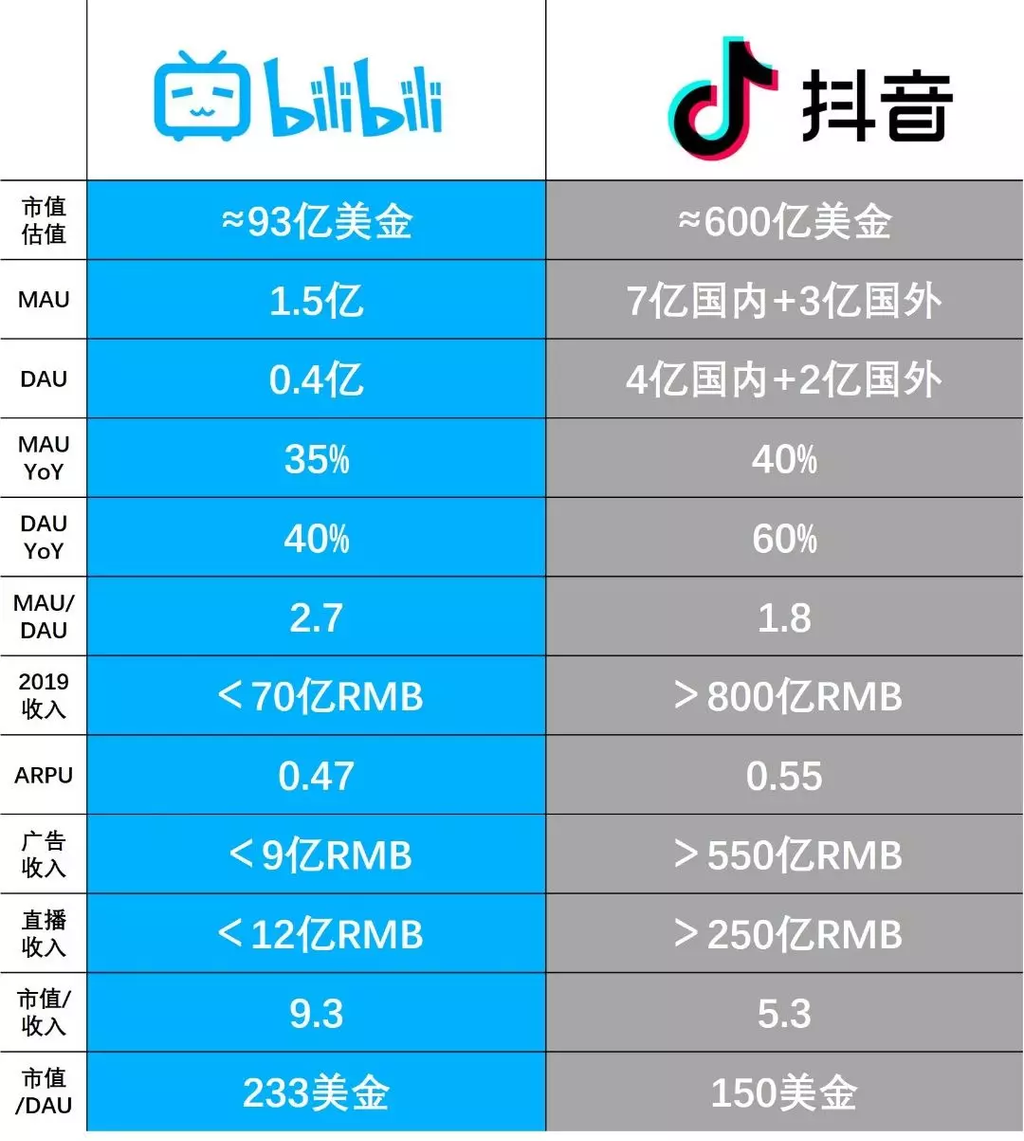 bilibili
抖音
市值
估值
≈93亿美金
≈600亿美金
MAU
1.5亿
7亿国内+3亿国外
DAU
0.4亿
4亿国内+2亿国外
MAU
YoY
35%
40%
DAU
YoY
40%
60%
MAU/
DAU
2.7
1.8
2019
收入
<70亿RMB
>800亿RMB
ARPU
0.47
0.55
广告
收入
<9亿RMB
>550亿RMB
直播
收入
<12亿RMB
>250亿RMB
市值/
收入
9.3
5.3
市值
/DAU
233美金
150美金